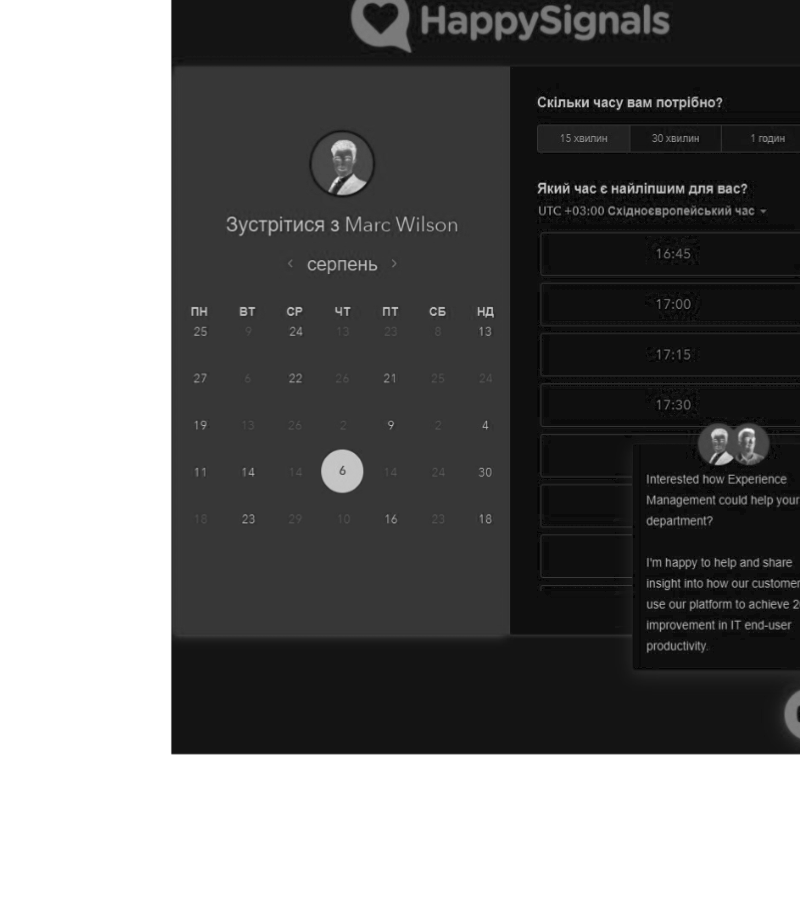 HappySignals
Зустрітися з Marc Wilson
серпень
ПН ВТ СР ЧТ ПТ СБ НД
25 9 24 13 23 8 13
27 6 22 26 21 25 24
19 13 26 2 9 2 4
11 14 14 6 14 24 30
18 23 29 10 16 23 18
Скільки часу вам потрібно?
15 хвилин 30 хвилин 1 годин
Який час є найліпшим для вас?
UTC +03:00 Східноєвропейський час
16:45
17:00
17:15
17:30
Interested how Experience
Management could help your
department?
I'm happy to help and share
insight into how our customer
use our platform to achieve 2
improvement in IT end-user
productivity.